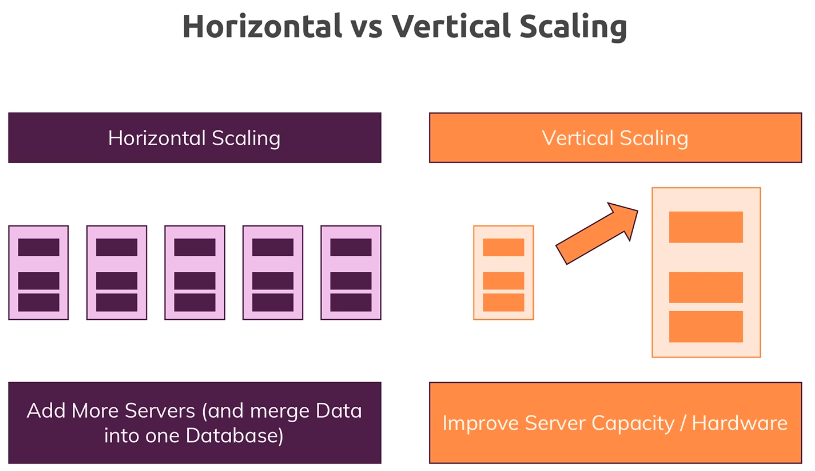 Horizontal vs Vertical Scaling
Horizontal Scaling
Vertical Scaling
Add More Servers (and merge Data
into one Database)
Improve Server Capacity / Hardware